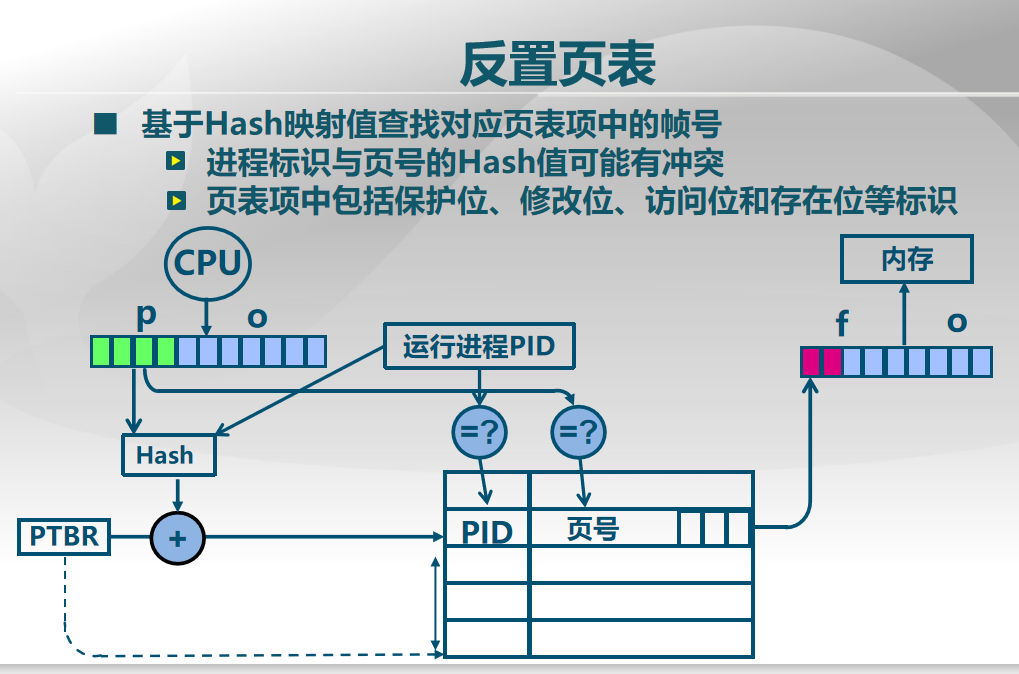 反置页表
基于Hash映射值查找对应页表项中的帧号
进程标识与页号的Hash值可能有冲突
页表项中包括保护位、修改位、访问位和存在位等标识
CPU
内存
p
o
f
o
运行进程PID
=?
=?
Hash
PTBR
+
PID
页号